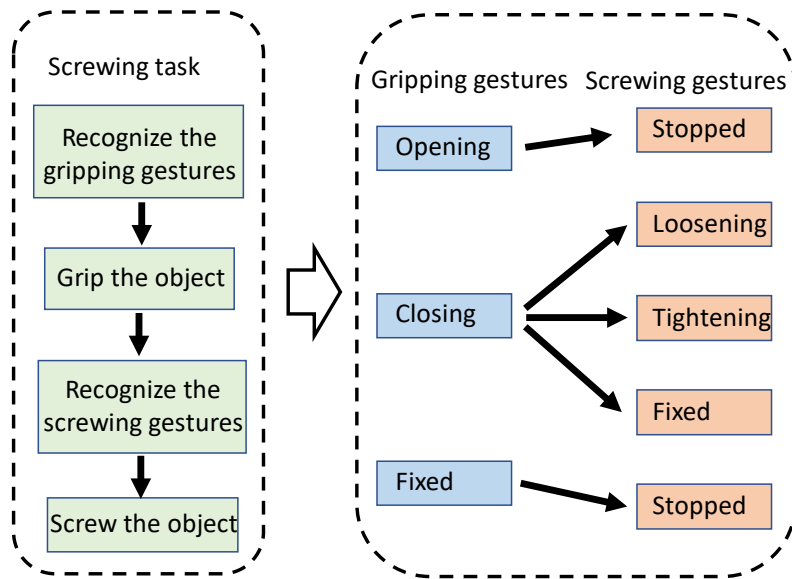 Screwing task
Recognize the
gripping gestures
Grip the object
Recognize the
screwing gestures
Screw the object
Gripping gestures
Screwing gestures
Opening
Stopped
Loosening
Closing
Tightening
Fixed
Fixed
Stopped